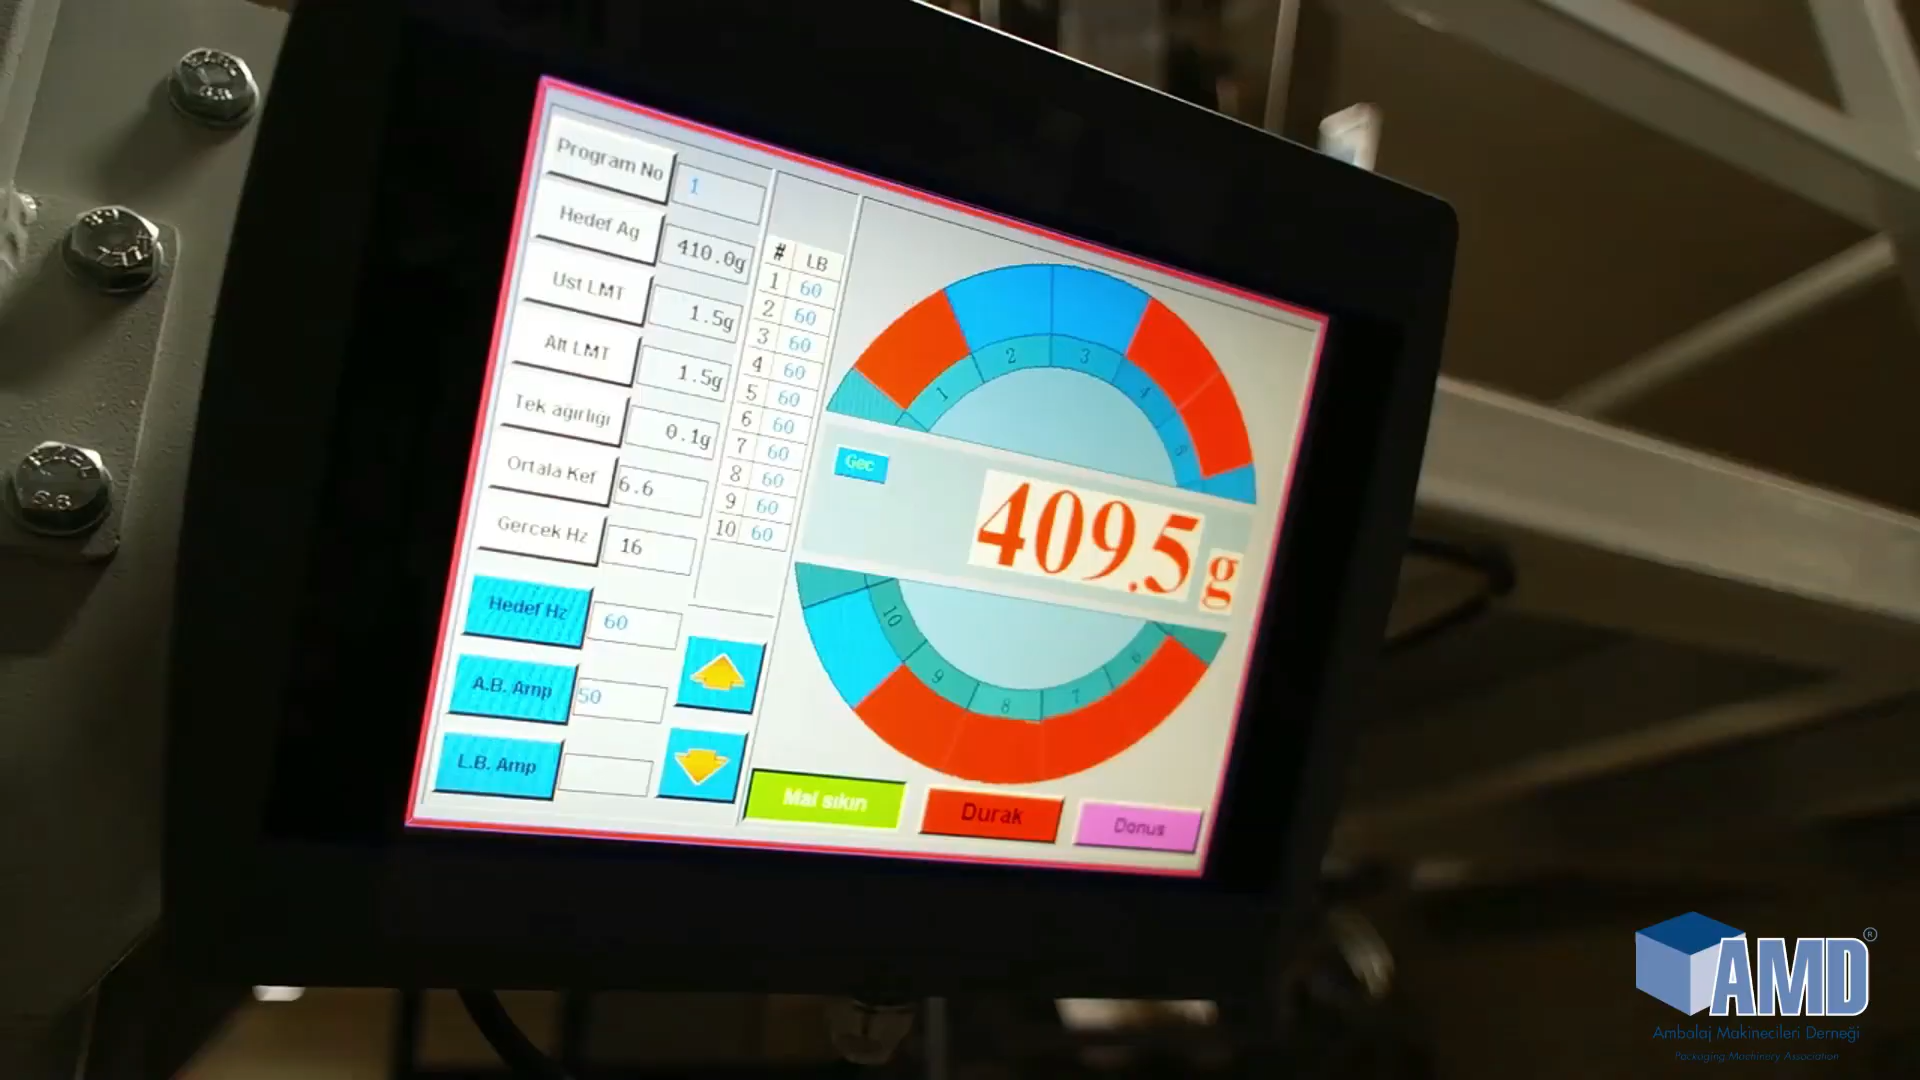 Program No 1
Hedef Ag 410.0g
Ust LMT 1.5g
Alt LMT 1.5g
Tek ağırlığı 0.1g
Ortala Kef 6.6
Gercek Hz 16
Hedef Hz 60
A.B. Amp 50
L.B. Amp
# LB
1 60
2 60
3 60
4 60
5 60
6 60
7 60
8 60
9 60
10 60
1 2 3 4 5
Gec
409.5 g
10 9 8 7 6
Mal sıkın
Durak
Donus
AMD®
Ambalaj Makinecileri Derneği
Packaging Machinery Association